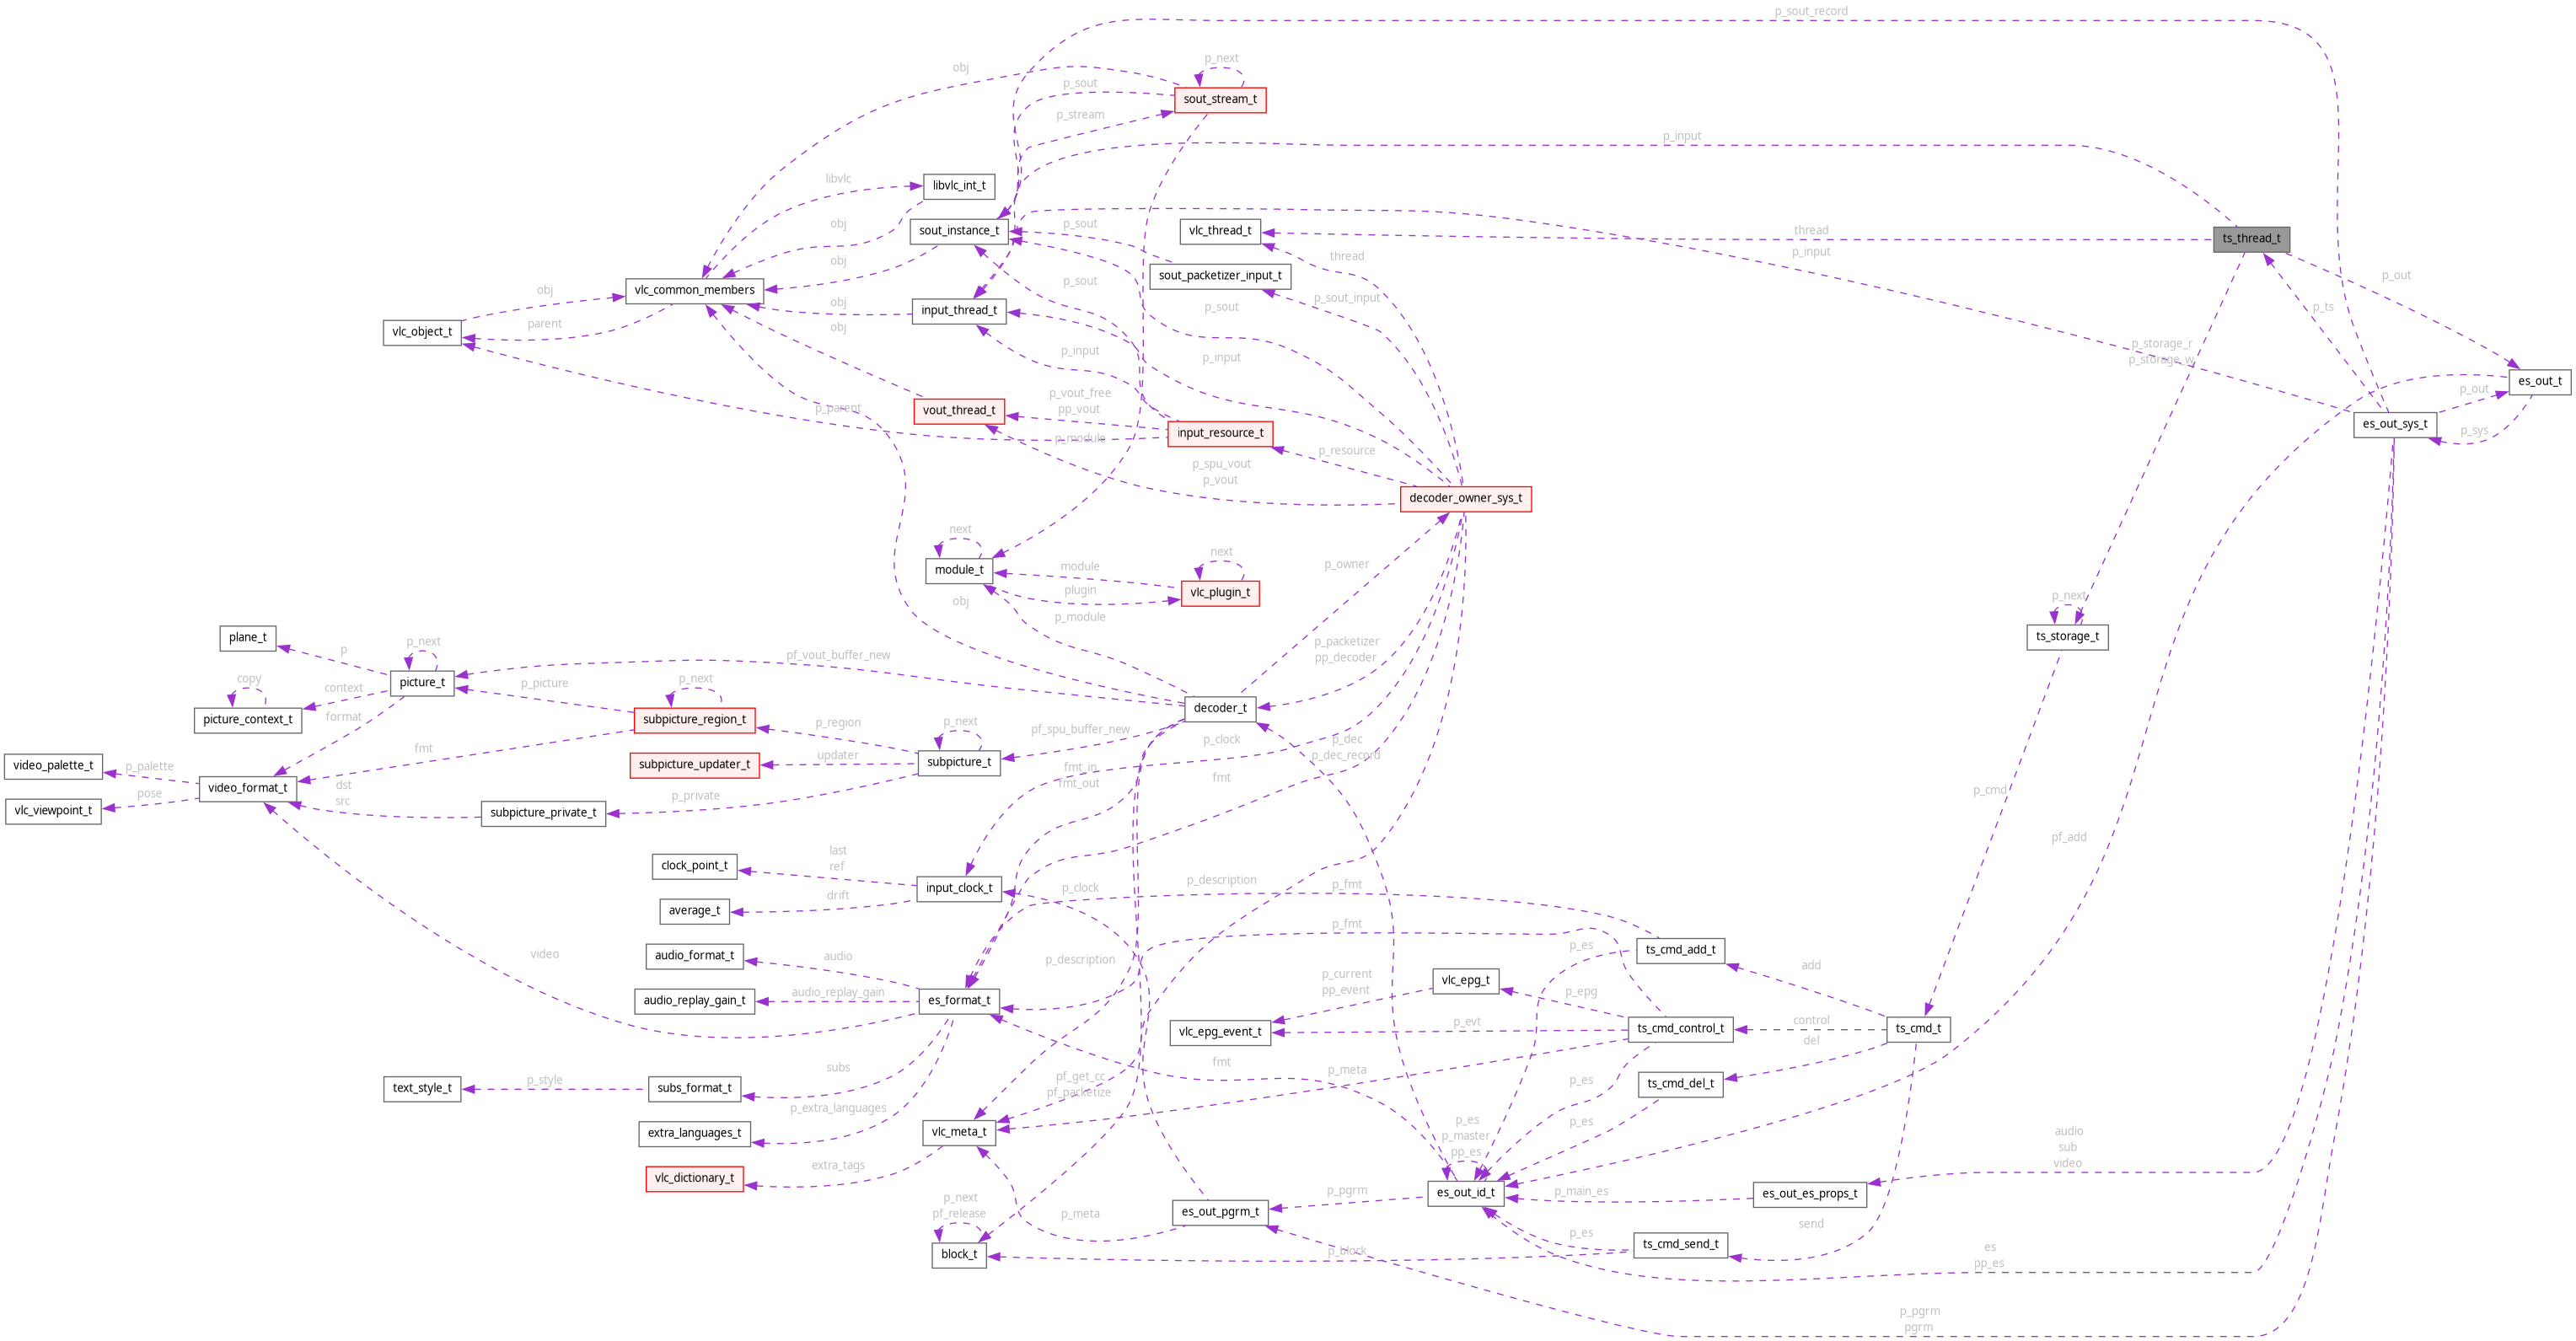 p_sout_record
obj
p_next
p_sout
sout_stream_t
p_stream
p_input
libvlc
libvlc_int_t
obj
p_sout
sout_instance_t
vlc_thread_t
thread
ts_thread_t
p_input
obj
thread
p_out
sout_packetizer_input_t
vlc_common_members
obj
p_sout
p_sout_input
obj
input_thread_t
p_sout
p_ts
parent
vlc_object_t
obj
p_input
p_input
p_storage_r
p_storage_w
es_out_t
p_vout_free
pp_vout
p_out
p_parent
vout_thread_t
es_out_sys_t
p_module
input_resource_t
p_resource
p_sys
p_spu_vout
p_vout
decoder_owner_sys_t
next
next
module_t
module
plugin
vlc_plugin_t
p_owner
obj
p_module
p_next
plane_t
p
p_next
ts_storage_t
p_packetizer
pp_decoder
pf_vout_buffer_new
copy
context
picture_t
p_picture
p_next
picture_context_t
format
subpicture_region_t
p_region
p_next
pf_spu_buffer_new
decoder_t
p_clock
p_dec
p_dec_record
fmt
updater
video_palette_t
p_palette
subpicture_updater_t
subpicture_t
fmt_in
fmt_out
fmt
video_format_t
dst
src
p_cmd
pose
p_private
vlc_viewpoint_t
subpicture_private_t
pf_add
last
ref
clock_point_t
input_clock_t
p_clock
p_description
p_fmt
drift
average_t
p_fmt
audio
audio_format_t
video
p_es
ts_cmd_add_t
add
p_description
p_current
pp_event
vlc_epg_t
audio_replay_gain
audio_replay_gain_t
es_format_t
p_epg
vlc_epg_event_t
p_evt
ts_cmd_control_t
control
ts_cmd_t
del
fmt
subs
p_style
text_style_t
subs_format_t
pf_get_cc
pf_packetize
p_meta
p_es
ts_cmd_del_t
p_extra_languages
extra_languages_t
vlc_meta_t
p_es
p_master
pp_es
p_es
audio
sub
video
extra_tags
vlc_dictionary_t
es_out_id_t
p_main_es
es_out_es_props_t
p_next
pf_release
p_meta
p_pgrm
es_out_pgrm_t
send
p_es
ts_cmd_send_t
block_t
p_block
es
pp_es
p_pgrm
pgrm